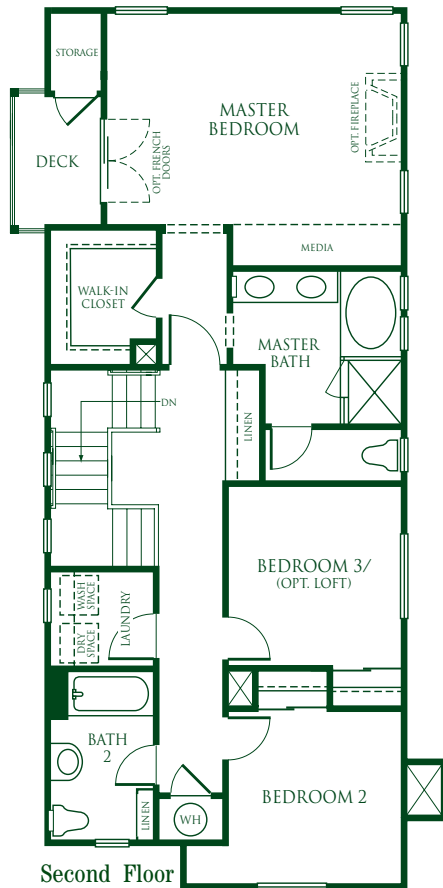 STORAGE
MASTER
BEDROOM
OPT. FIREPLACE
DECK
OPT. FRENCH
DOORS
MEDIA
WALK-IN
CLOSET
MASTER
BATH
DN
LINEN
BEDROOM 3/
(OPT. LOFT)
WASH
SPACE
LAUNDRY
DRY
SPACE
BATH
2
BEDROOM 2
LINEN
WH
Second Floor